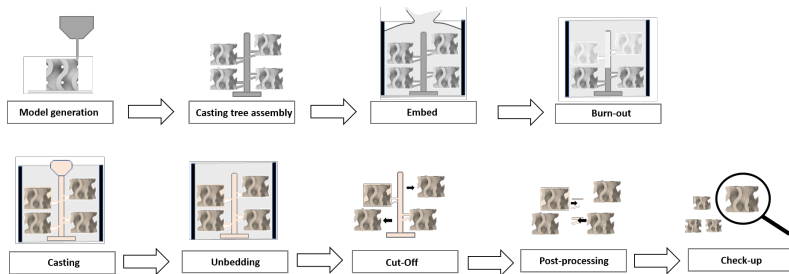 Model generation
Casting tree assembly
Embed
Burn-out
Casting
Unbedding
Cut-Off
Post-processing
Check-up